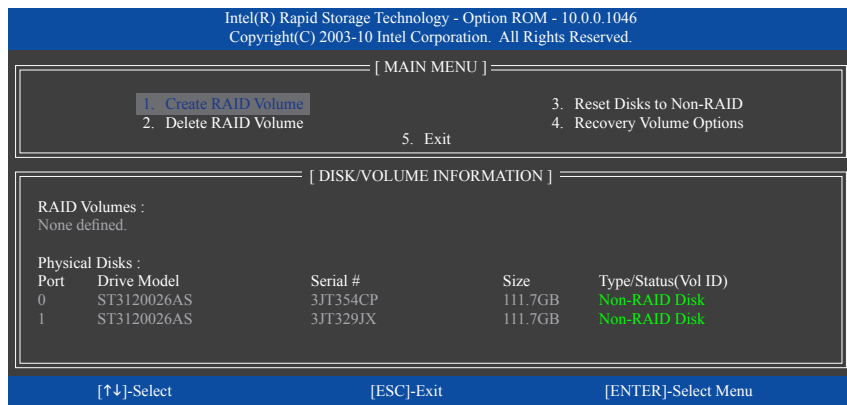 Intel(R) Rapid Storage Technology - Option ROM - 10.0.0.1046
Copyright(C) 2003-10 Intel Corporation. All Rights Reserved.
[ MAIN MENU ]
1. Create RAID Volume 3. Reset Disks to Non-RAID
2. Delete RAID Volume 4. Recovery Volume Options
5. Exit
[ DISK/VOLUME INFORMATION ]
RAID Volumes :
None defined.
Physical Disks :
Port Drive Model Serial # Size Type/Status(Vol ID)
0 ST3120026AS 3JT354CP 111.7GB Non-RAID Disk
1 ST3120026AS 3JT329JX 111.7GB Non-RAID Disk
[↑↓]-Select [ESC]-Exit [ENTER]-Select Menu